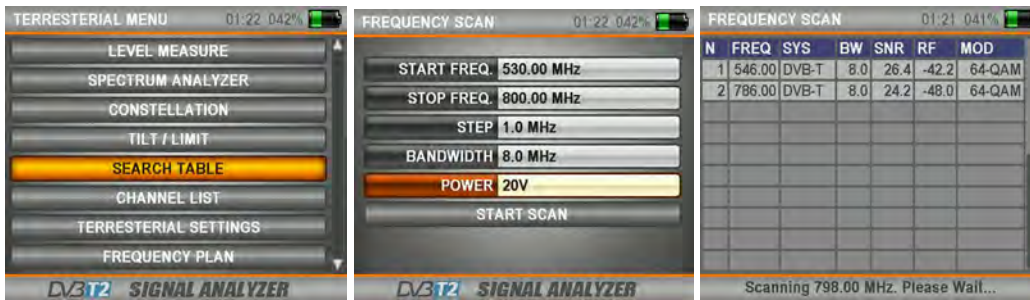 TERRESTERIAL MENU 01:22 042%
LEVEL MEASURE
SPECTRUM ANALYZER
CONSTELLATION
TILT / LIMIT
SEARCH TABLE
CHANNEL LIST
TERRESTERIAL SETTINGS
FREQUENCY PLAN
DVB T2 SIGNAL ANALYZER
FREQUENCY SCAN 01:22 042%
START FREQ. 530.00 MHz
STOP FREQ. 800.00 MHz
STEP 1.0 MHz
BANDWIDTH 8.0 MHz
POWER 20V
START SCAN
DVB T2 SIGNAL ANALYZER
FREQUENCY SCAN 01:21 041%
N FREQ SYS BW SNR RF MOD
1 546.00 DVB-T 8.0 26.4 -42.2 64-QAM
2 786.00 DVB-T 8.0 24.2 -48.0 64-QAM
Scanning 798.00 MHz. Please Wait...